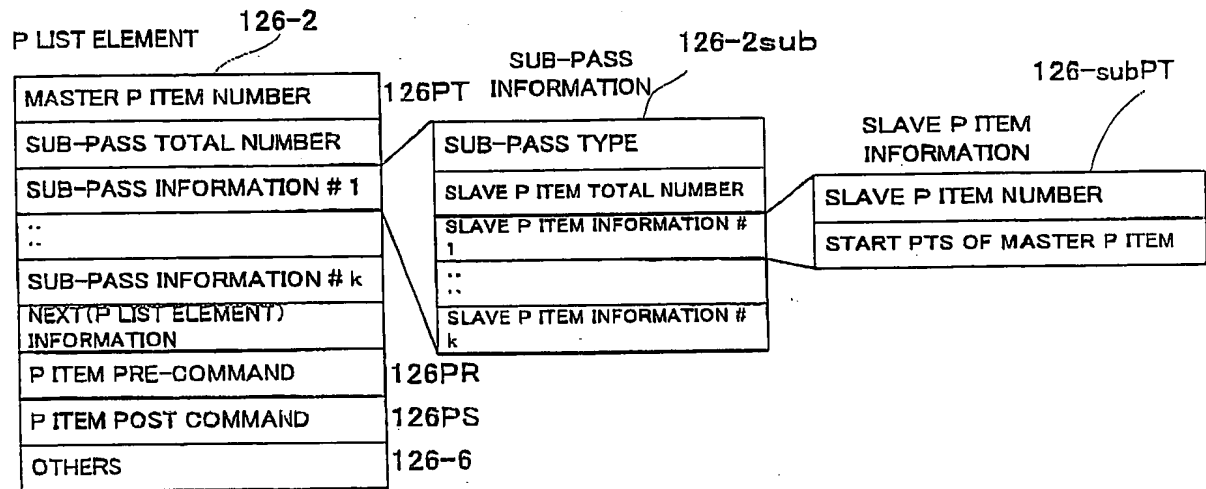 P LIST ELEMENT
126-2
MASTER P ITEM NUMBER
126PT
SUB-PASS TOTAL NUMBER
SUB-PASS INFORMATION # 1
::
SUB-PASS INFORMATION # k
NEXT(P LIST ELEMENT)
INFORMATION
P ITEM PRE-COMMAND
126PR
P ITEM POST COMMAND
126PS
OTHERS
126-6
SUB-PASS
INFORMATION
126-2sub
SUB-PASS TYPE
SLAVE P ITEM TOTAL NUMBER
SLAVE P ITEM INFORMATION #
1
::
SLAVE P ITEM INFORMATION #
k
SLAVE P ITEM
INFORMATION
126-subPT
SLAVE P ITEM NUMBER
START PTS OF MASTER P ITEM